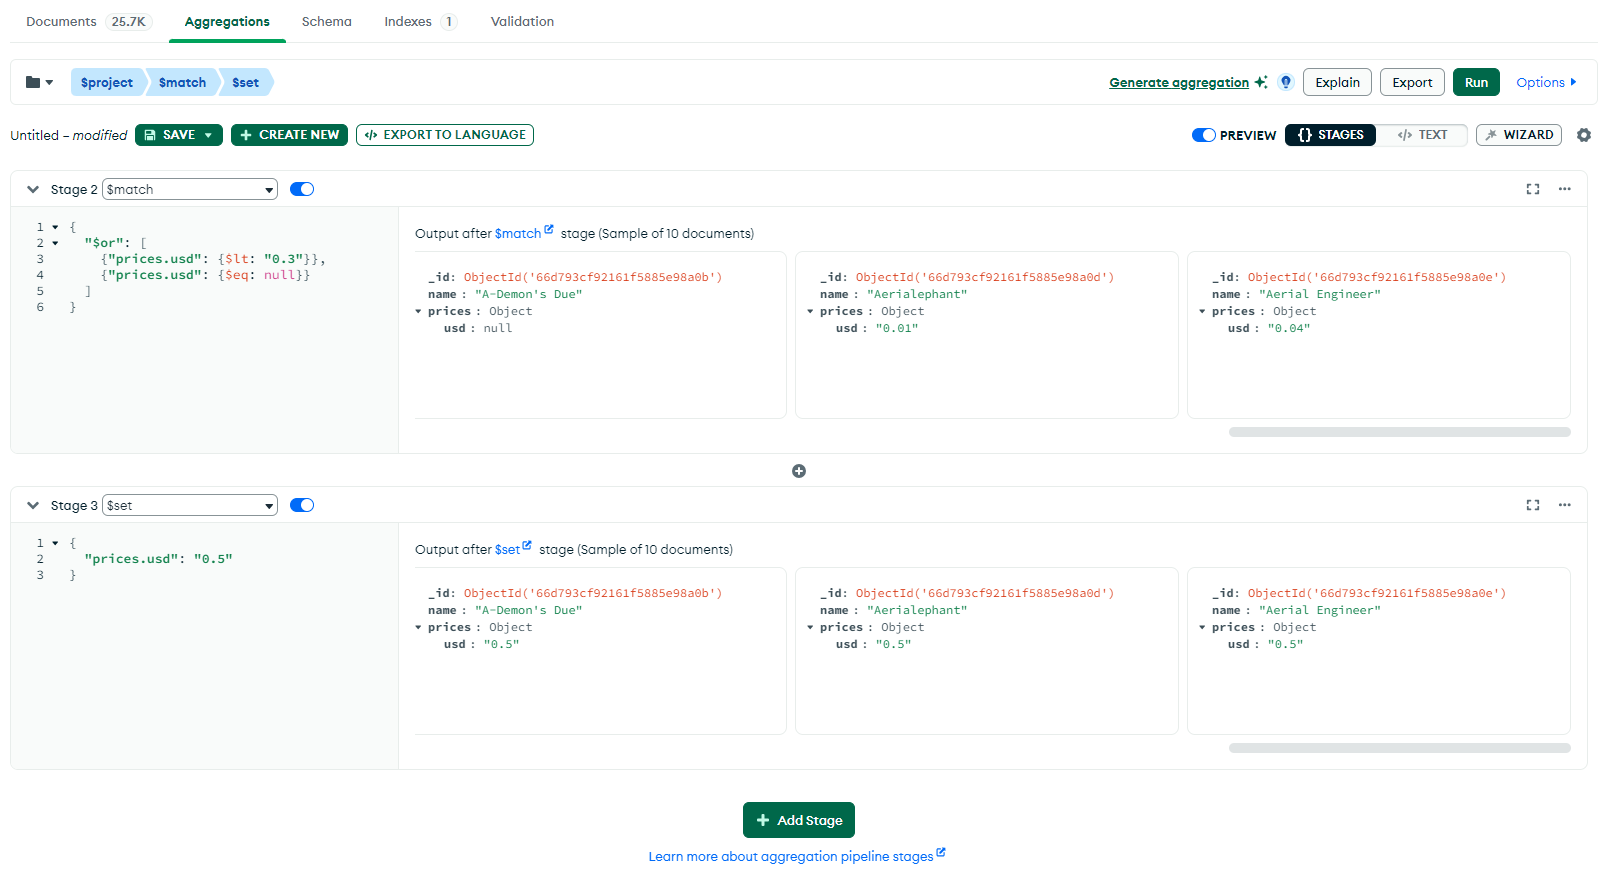 Documents 25.7K Aggregations Schema Indexes 1 Validation
$project $match $set Generate aggregation Explain Export Run Options
Untitled – modified SAVE CREATE NEW </> EXPORT TO LANGUAGE PREVIEW {} STAGES </> TEXT WIZARD
Stage 2 $match
1 {
2 "$or": [
3 {"prices.usd": {$lt: "0.3"}},
4 {"prices.usd": {$eq: null}}
5 ]
6 }
Output after $match stage (Sample of 10 documents)
_id: ObjectId('66d793cf92161f5885e98a0b')
name : "A-Demon's Due"
prices : Object
usd : null
_id: ObjectId('66d793cf92161f5885e98a0d')
name : "Aerialephant"
prices : Object
usd : "0.01"
_id: ObjectId('66d793cf92161f5885e98a0e')
name : "Aerial Engineer"
prices : Object
usd : "0.04"
Stage 3 $set
1 {
2 "prices.usd": "0.5"
3 }
Output after $set stage (Sample of 10 documents)
_id: ObjectId('66d793cf92161f5885e98a0b')
name : "A-Demon's Due"
prices : Object
usd : "0.5"
_id: ObjectId('66d793cf92161f5885e98a0d')
name : "Aerialephant"
prices : Object
usd : "0.5"
_id: ObjectId('66d793cf92161f5885e98a0e')
name : "Aerial Engineer"
prices : Object
usd : "0.5"
Add Stage
Learn more about aggregation pipeline stages